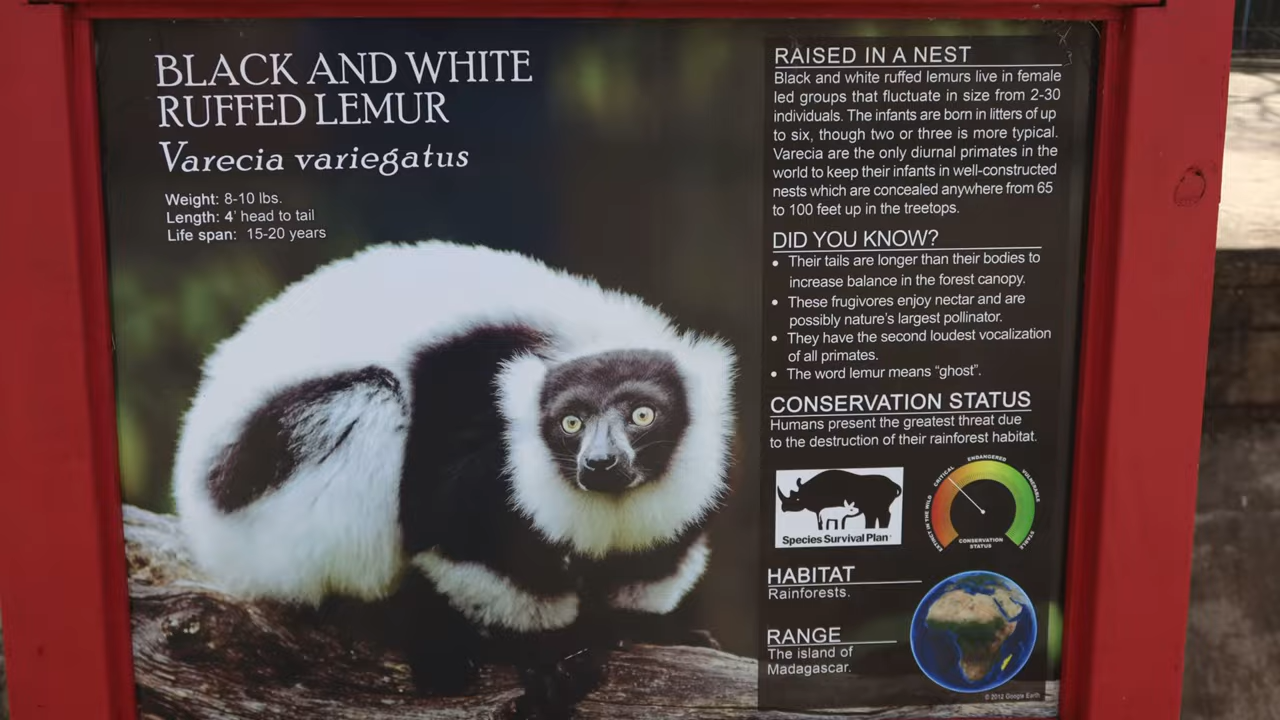 BLACK AND WHITE
RUFFED LEMUR
Varecia variegatus
Weight: 8-10 lbs.
Length: 4' head to tail
Life span: 15-20 years
RAISED IN A NEST
Black and white ruffed lemurs live in female
led groups that fluctuate in size from 2-30
individuals. The infants are born in litters of up
to six, though two or three is more typical.
Varecia are the only diurnal primates in the
world to keep their infants in well-constructed
nests which are concealed anywhere from 65
to 100 feet up in the treetops.
DID YOU KNOW?
• Their tails are longer than their bodies to
increase balance in the forest canopy.
• These frugivores enjoy nectar and are
possibly nature's largest pollinator.
• They have the second loudest vocalization
of all primates.
• The word lemur means "ghost".
CONSERVATION STATUS
Humans present the greatest threat due
to the destruction of their rainforest habitat.
Species Survival Plan
EXTINCT IN THE WILD
CRITICAL
ENDANGERED
VULNERABLE
STABLE
CONSERVATION
STATUS
HABITAT
Rainforests.
RANGE
The island of
Madagascar.
© 2012 Google Earth